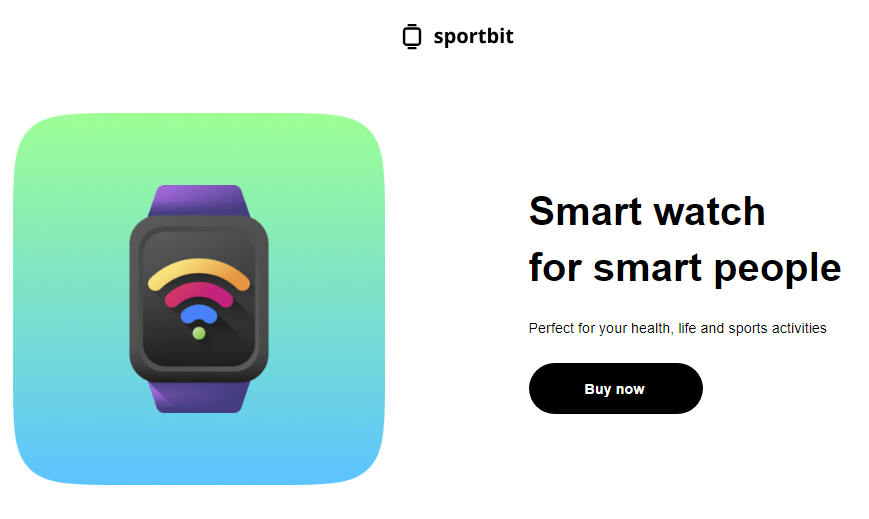 sportbit
Smart watch
for smart people
Perfect for your health, life and sports activities
Buy now